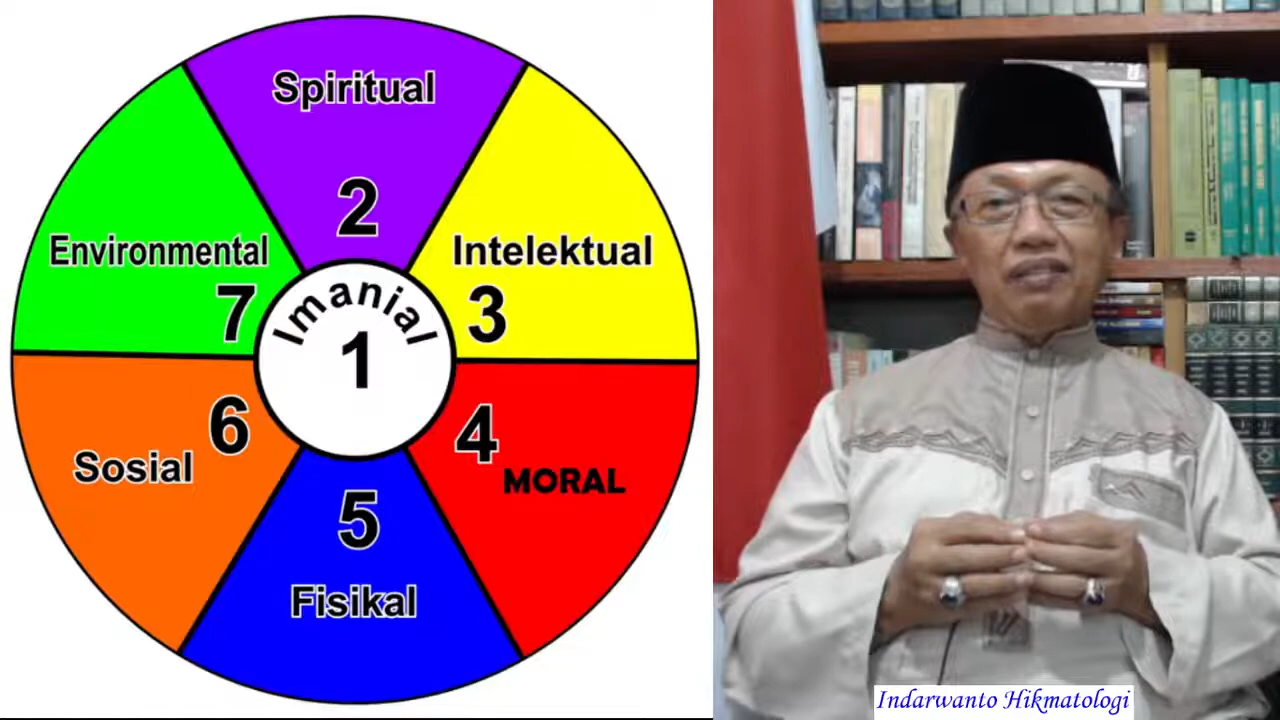 Spiritual
2
Environmental
7
Intelektual
3
Imanial
1
Sosial
6
4
MORAL
5
Fisikal
Indarwanto Hikmatologi